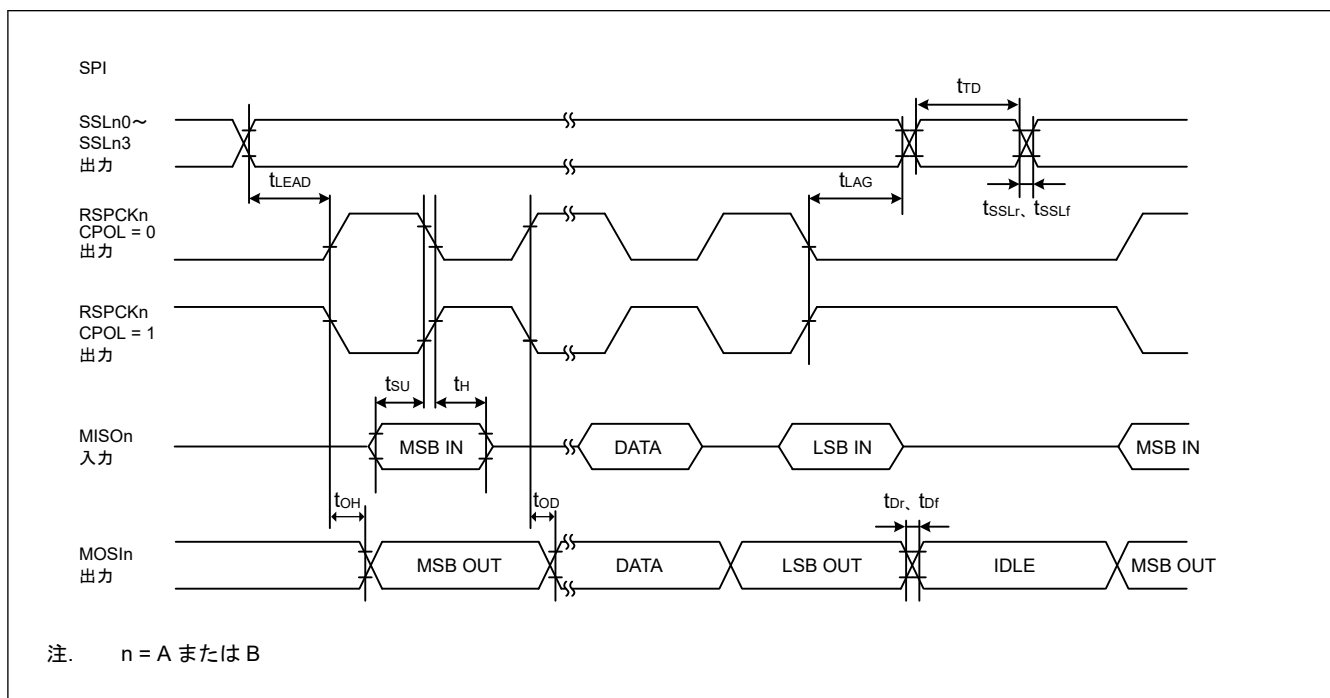 SPI
SSLn0～
SSLn3
出力
tTD
tLEAD
tLAG
tSSLr、tSSLf
RSPCKn
CPOL = 0
出力
RSPCKn
CPOL = 1
出力
tSU
tH
MISOn
入力
MSB IN
DATA
LSB IN
MSB IN
tOH
tOD
tDr、tDf
MOSIn
出力
MSB OUT
DATA
LSB OUT
IDLE
MSB OUT
注. n = A または B